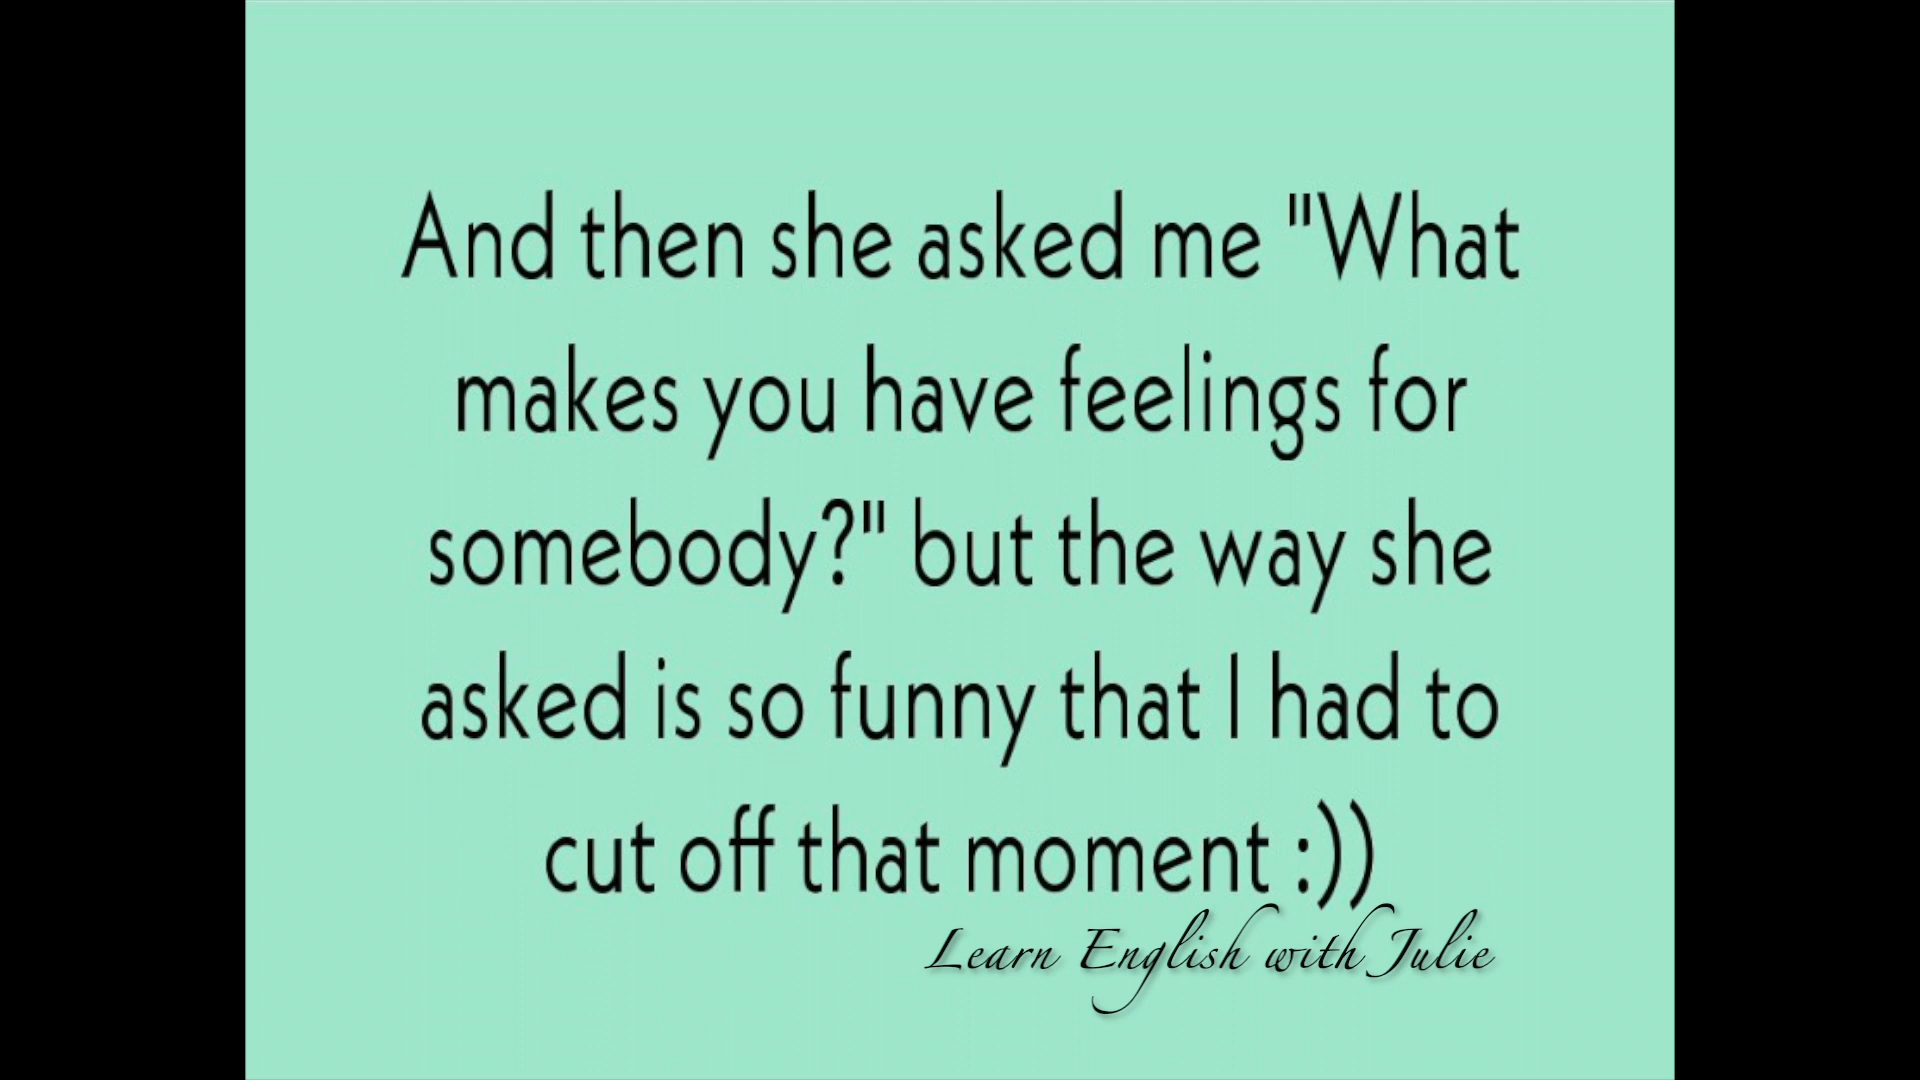 And then she asked me "What
makes you have feelings for
somebody?" but the way she
asked is so funny that I had to
cut off that moment :))
Learn English with Julie